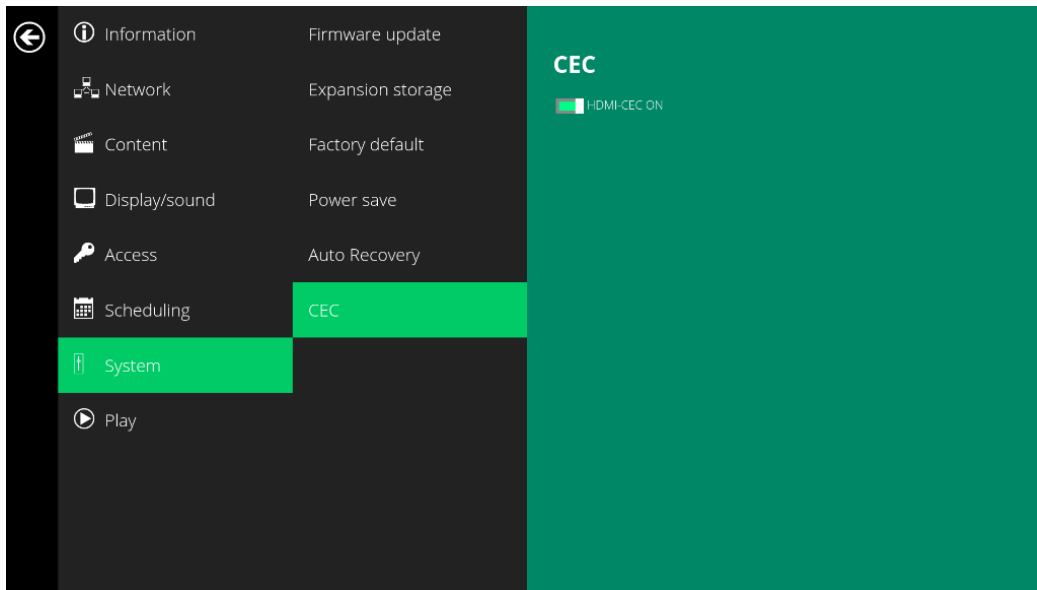 Information
Network
Content
Display/sound
Access
Scheduling
System
Play
Firmware update
Expansion storage
Factory default
Power save
Auto Recovery
CEC
CEC
HDMI-CEC ON